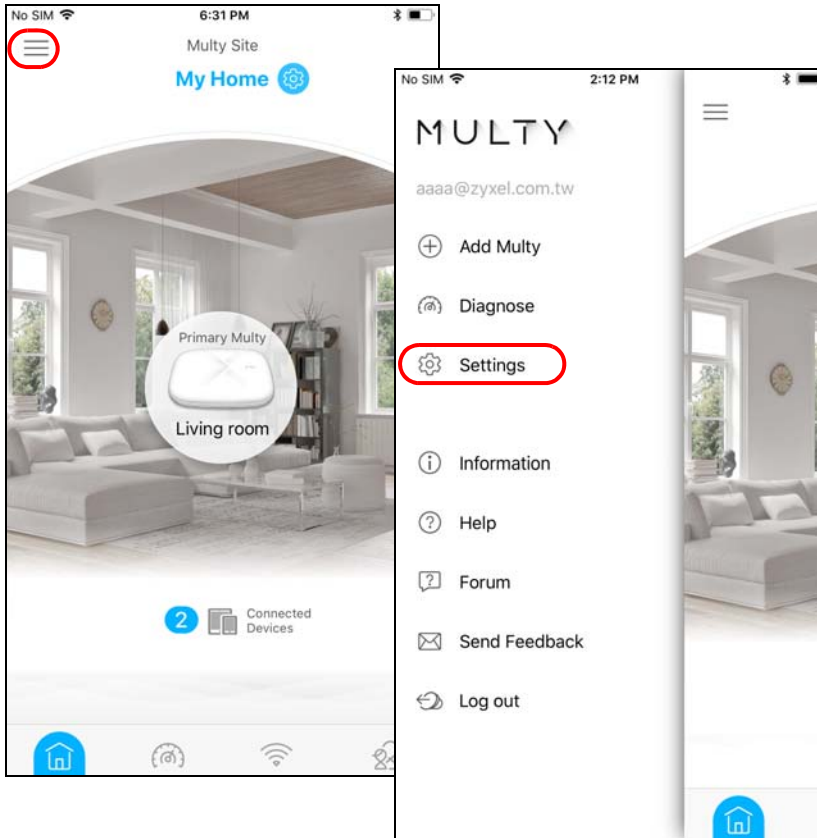 No SIM 6:31 PM
Multy Site
My Home
Primary Multy
Living room
2 Connected
Devices
No SIM 2:12 PM
MULTY
aaaa@zyxel.com.tw
Add Multy
Diagnose
Settings
Information
Help
Forum
Send Feedback
Log out